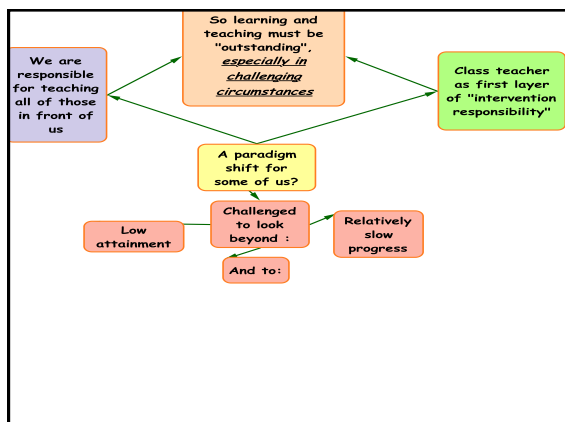 So learning and
teaching must be
"outstanding",
especially in
challenging
circumstances
We are
responsible
for teaching
all of those
in front of
us
Class teacher
as first layer
of "intervention
responsibility"
A paradigm
shift for
some of us?
Challenged
to look
beyond :
Low
attainment
Relatively
slow
progress
And to: